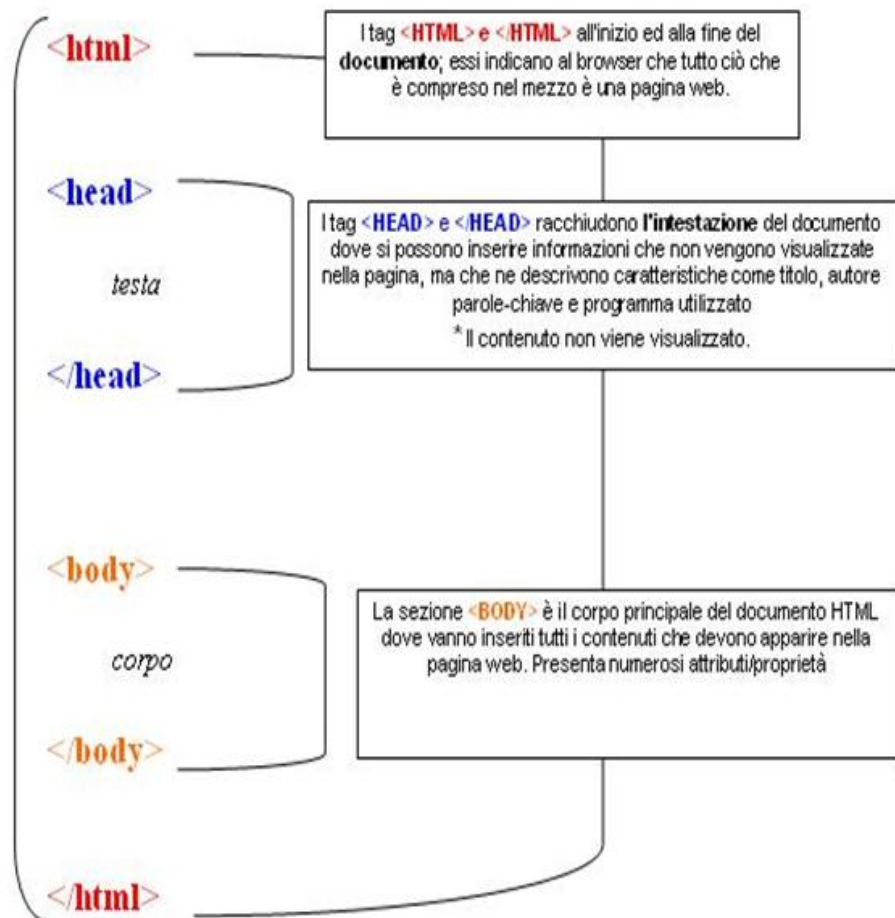 <html>
I tag <HTML> e </HTML> all'inizio ed alla fine del
documento; essi indicano al browser che tutto ciò che
è compreso nel mezzo è una pagina web.
<head>
testa
</head>
I tag <HEAD> e </HEAD> racchiudono l'intestazione del documento
dove si possono inserire informazioni che non vengono visualizzate
nella pagina, ma che ne descrivono caratteristiche come titolo, autore
parole-chiave e programma utilizzato
* Il contenuto non viene visualizzato.
<body>
corpo
</body>
La sezione <BODY> è il corpo principale del documento HTML
dove vanno inseriti tutti i contenuti che devono apparire nella
pagina web. Presenta numerosi attributi/proprietà
</html>